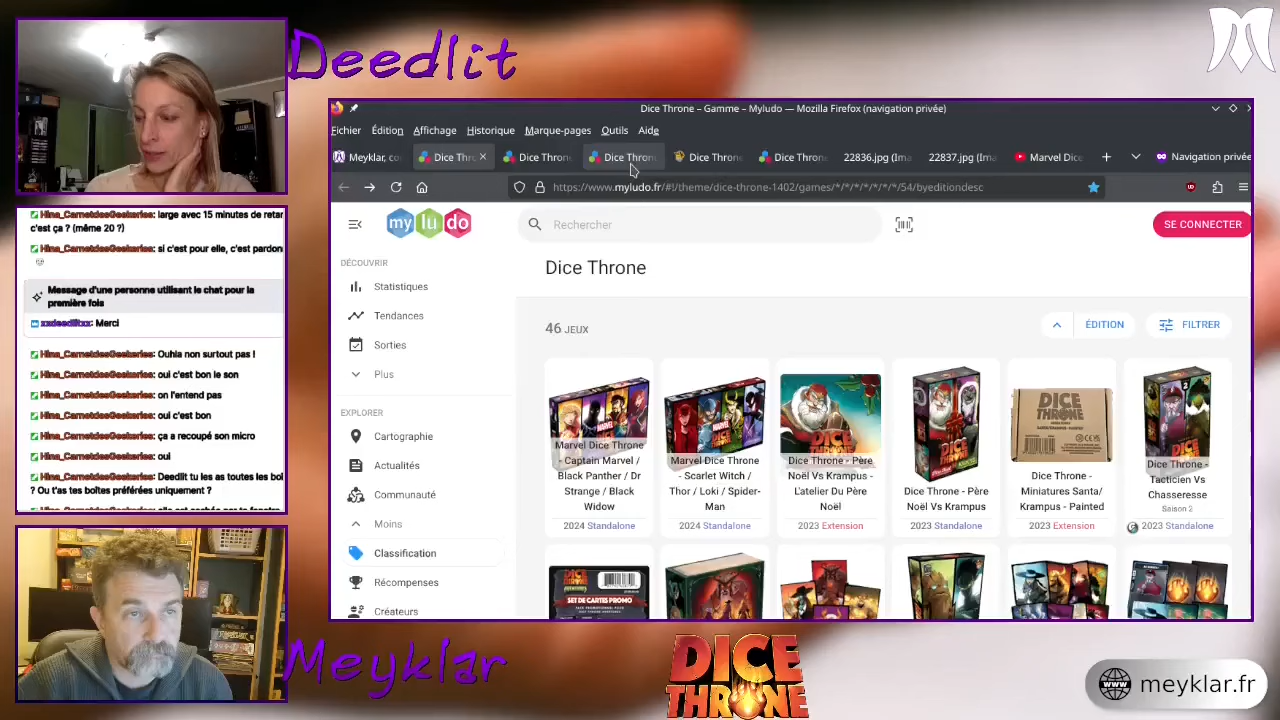 Deedlit
Hina_CarnetdesGeekeries: large avec 15 minutes de retar
c'est ça ? (même 20 ?)
Hina_CarnetdesGeekeries: si c'est pour elle, c'est pardon
Message d'une personne utilisant le chat pour la
première fois
xxdeedlitxx: Merci
Hina_CarnetdesGeekeries: Ouhla non surtout pas !
Hina_CarnetdesGeekeries: oui c'est bon le son
Hina_CarnetdesGeekeries: on l'entend pas
Hina_CarnetdesGeekeries: oui c'est bon
Hina_CarnetdesGeekeries: ça a recoupé son micro
Hina_CarnetdesGeekeries: oui
Hina_CarnetdesGeekeries: Deedlit tu les as toutes les boi
? Ou t'as tes boîtes préférées uniquement ?
Meyklar
Dice Throne – Gamme – Myludo — Mozilla Firefox (navigation privée)
Fichier Édition Affichage Historique Marque-pages Outils Aide
Meyklar, co Dice Thr Dice Thron Dice Thron Dice Thron Dice Thron 22836.jpg (Ima 22837.jpg (Im Marvel Dice Navigation privée
https://www.myludo.fr/#!/theme/dice-throne-1402/games/*/*/*/*/*/*/*/54/byeditiondesc
my lu do
Rechercher
SE CONNECTER
DÉCOUVRIR
Statistiques
Tendances
Sorties
Plus
EXPLORER
Cartographie
Actualités
Communauté
Moins
Classification
Récompenses
Créateurs
Dice Throne
46 JEUX
ÉDITION
FILTRER
Marvel Dice Throne
- Captain Marvel /
Black Panther / Dr
Strange / Black
Widow
2024 Standalone
Marvel Dice Throne
- Scarlet Witch /
Thor / Loki / Spider-
Man
2024 Standalone
Dice Throne - Père
Noël Vs Krampus -
L'atelier Du Père
Noël
2023 Extension
Dice Throne - Père
Noël Vs Krampus
2023 Standalone
DICE
THRONE
Dice Throne -
Miniatures Santa/
Krampus - Painted
2023 Extension
Dice Throne -
Tacticien Vs
Chasseresse
Saison 2
2023 Standalone
SET DE CARTES PROMO
DICE
THRONE
meyklar.fr